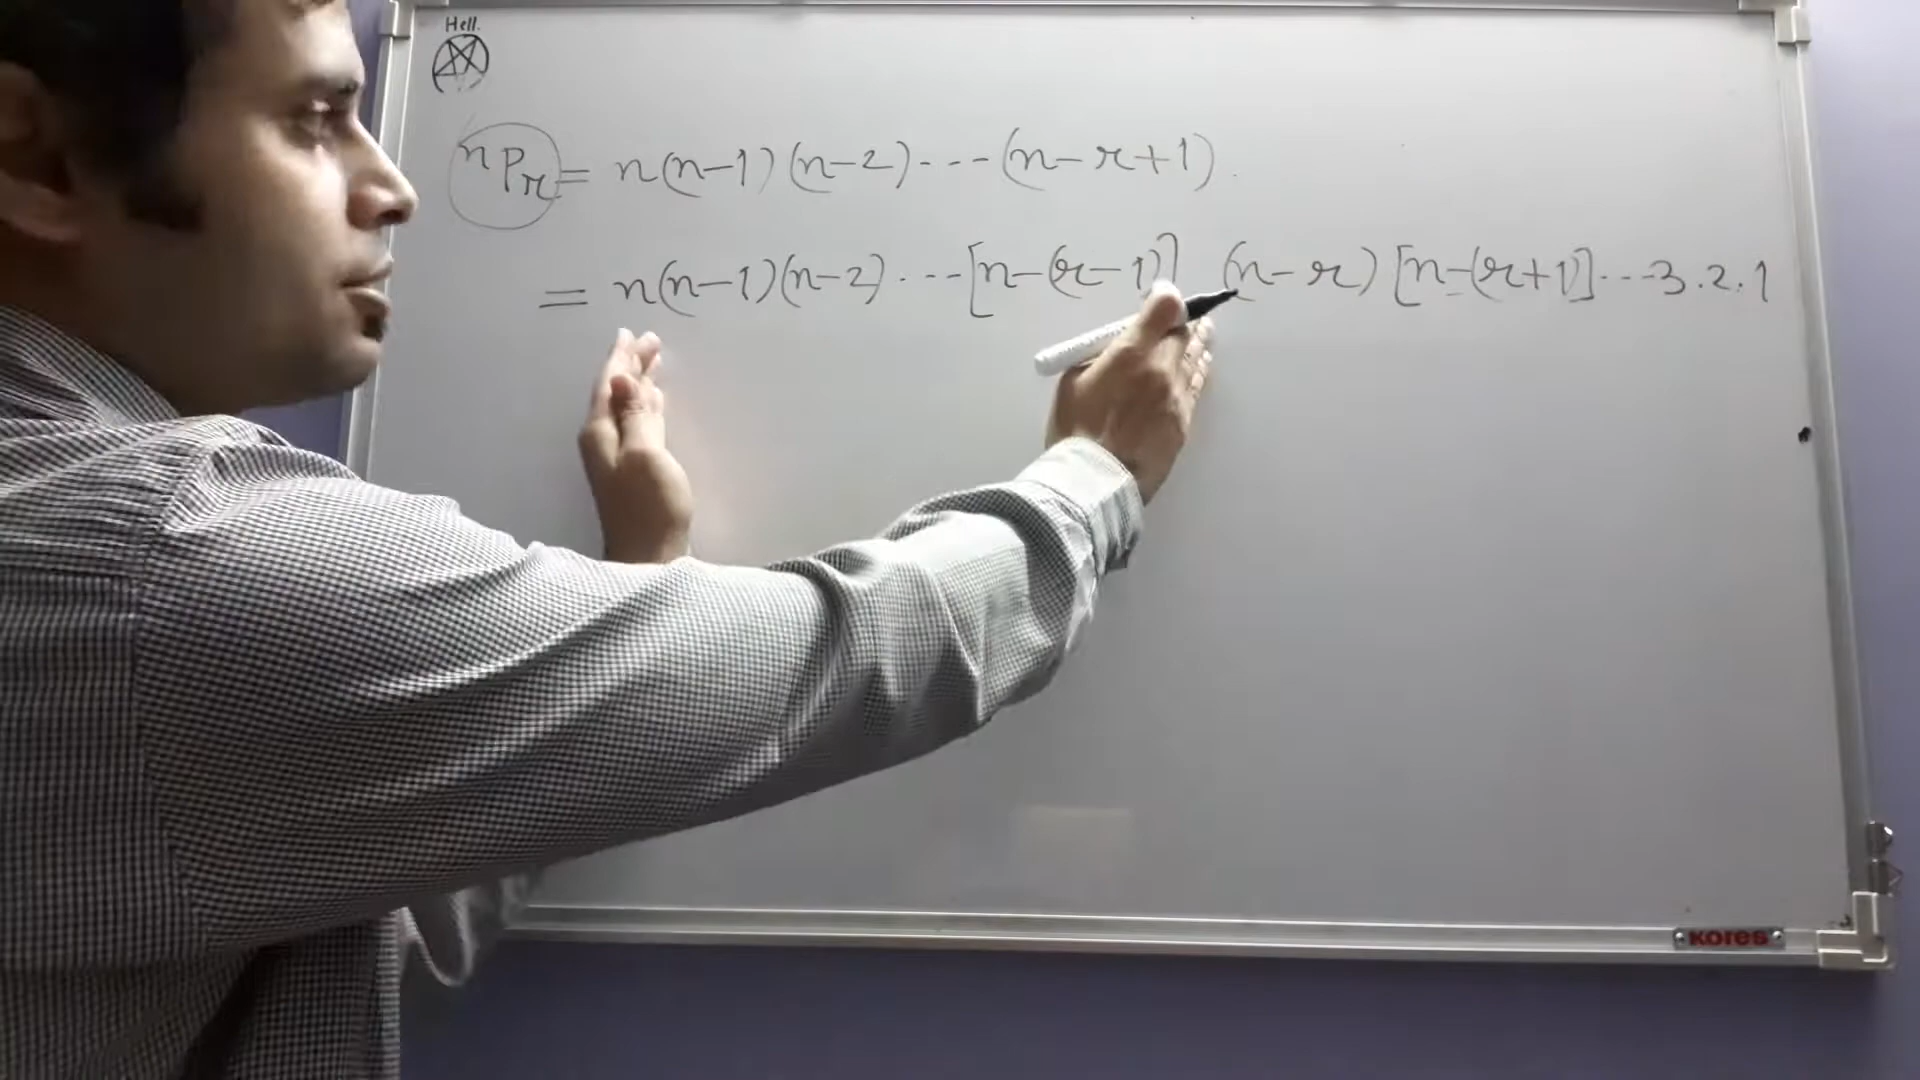 Hell.
nPr = n(n-1)(n-2)----(n-r+1).
= n(n-1)(n-2)----[n-(r-1)] (n-r)[n-(r+1)]---3.2.1
KORES